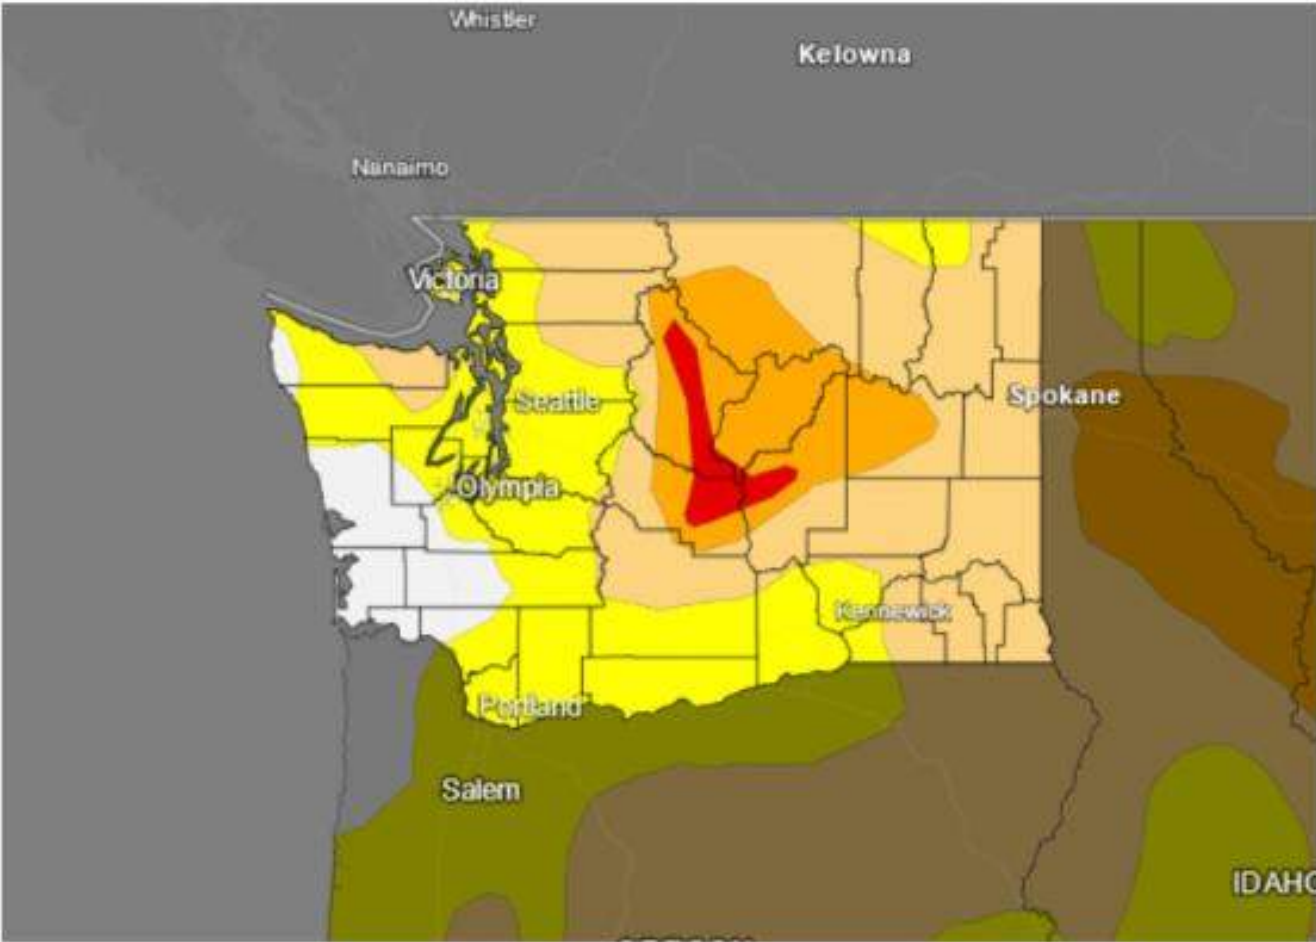 Whistler
Kelowna
Nanaimo
Victoria
Seattle
Spokane
Olympia
Kennewick
Portland
Salem
IDAHO